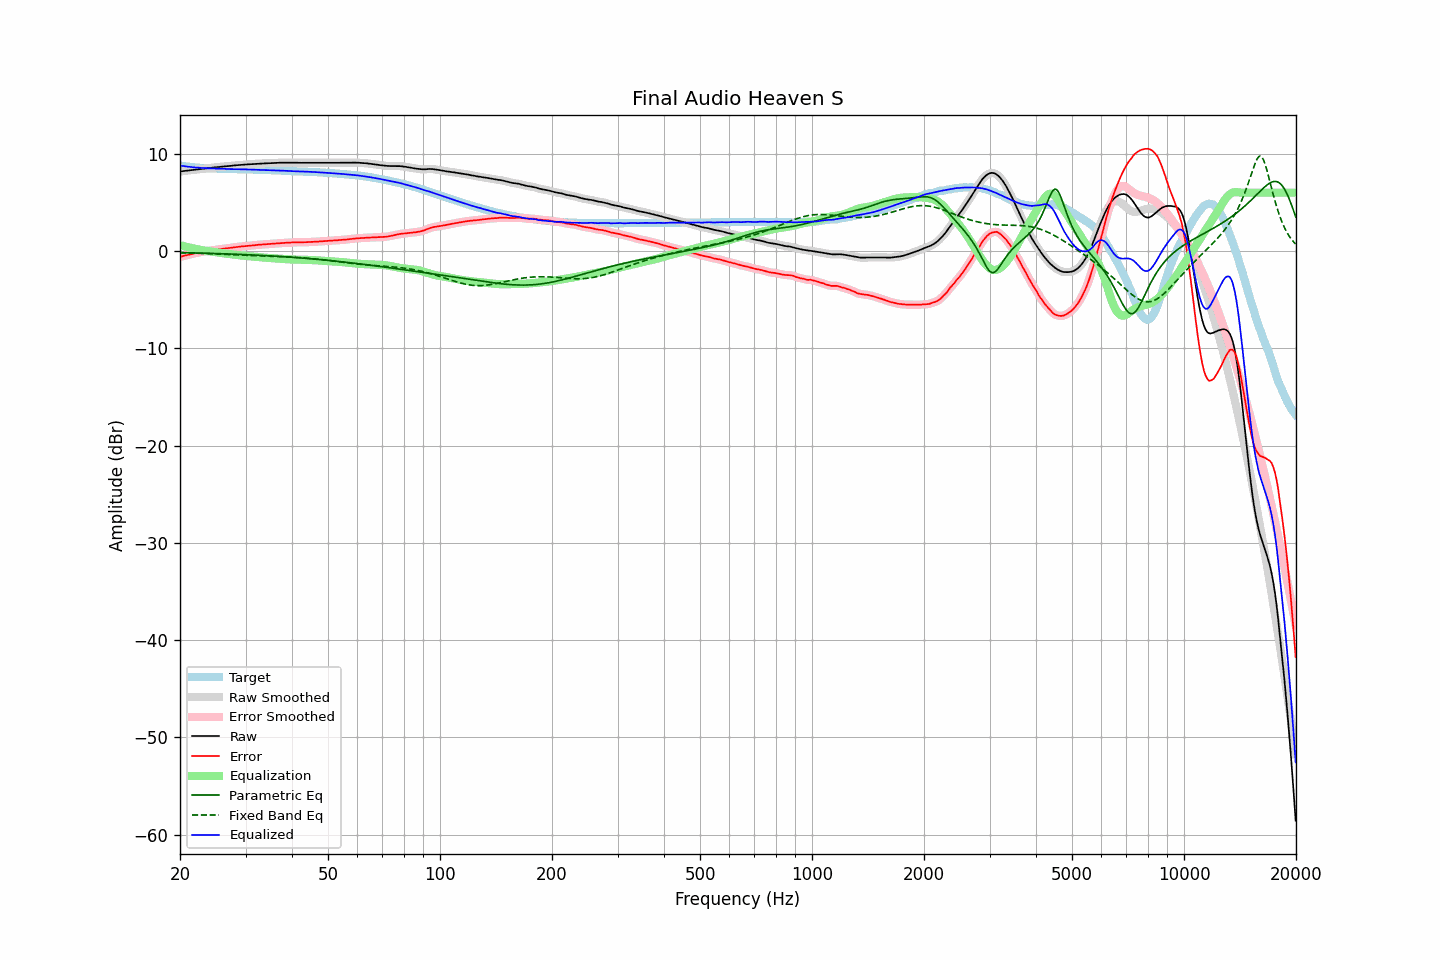 Final Audio Heaven S
Amplitude (dBr)
10
0
−10
−20
−30
−40
−50
−60
Target
Raw Smoothed
Error Smoothed
Raw
Error
Equalization
Parametric Eq
Fixed Band Eq
Equalized
20 50 100 200 500 1000 2000 5000 10000 20000
Frequency (Hz)